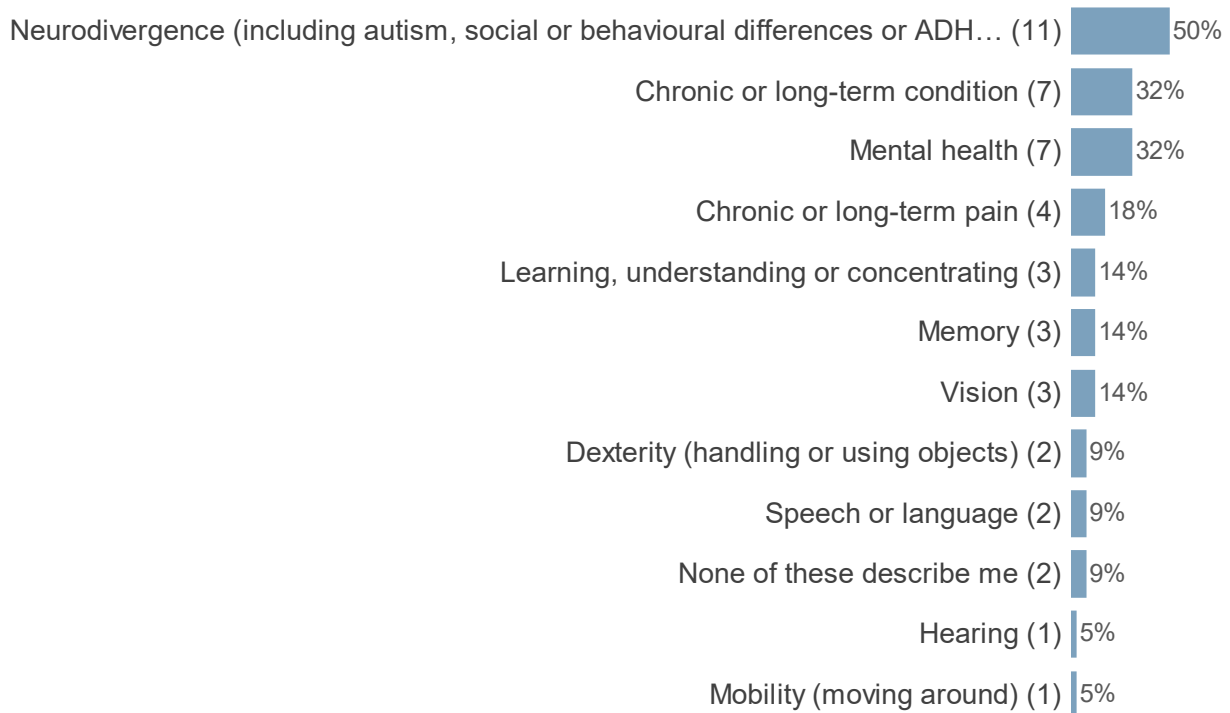 Neurodivergence (including autism, social or behavioural differences or ADH… (11) 50%
Chronic or long-term condition (7) 32%
Mental health (7) 32%
Chronic or long-term pain (4) 18%
Learning, understanding or concentrating (3) 14%
Memory (3) 14%
Vision (3) 14%
Dexterity (handling or using objects) (2) 9%
Speech or language (2) 9%
None of these describe me (2) 9%
Hearing (1) 5%
Mobility (moving around) (1) 5%